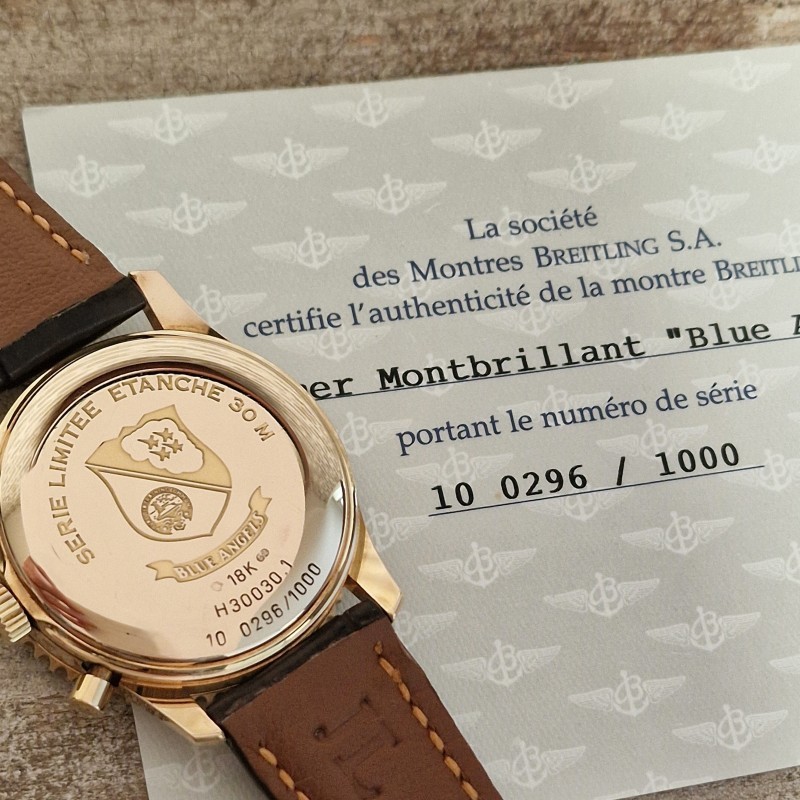 La société
des Montres BREITLING S.A.
certifie l'authenticité de la montre BREITLI
er Montbrillant "Blue A
portant le numéro de série
10 0296 / 1000
SERIE LIMITEE ETANCHE 30 M
BLUE ANGELS
18K
H30030.1
10 0296/1000